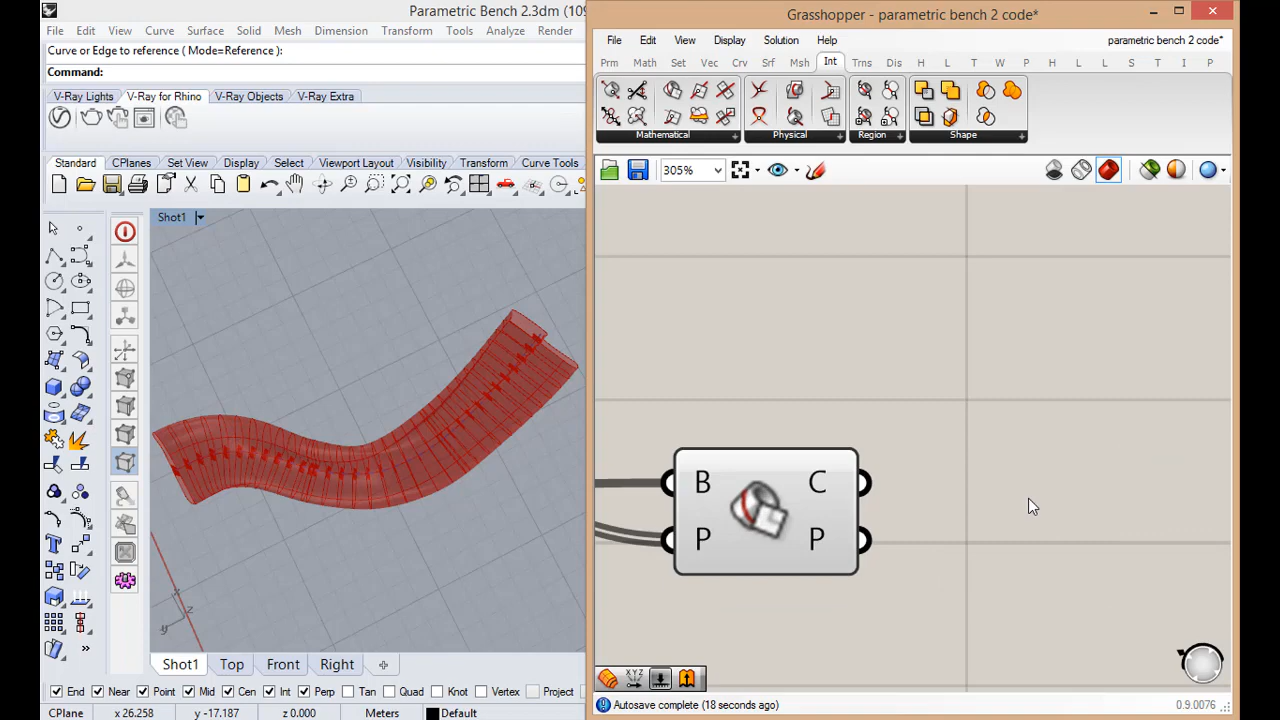 Parametric Bench 2.3dm (109
File Edit View Curve Surface Solid Mesh Dimension Transform Tools Analyze Render
Curve or Edge to reference ( Mode=Reference ):
Command:
V-Ray Lights V-Ray for Rhino V-Ray Objects V-Ray Extra
Standard CPlanes Set View Display Select Viewport Layout Visibility Transform Curve Tools
Shot1
x
z
y
Shot1 Top Front Right
End Near Point Mid Cen Int Perp Tan Quad Knot Vertex Project
CPlane x 26.258 y -17.187 z 0.000 Meters Default
Grasshopper - parametric bench 2 code*
File Edit View Display Solution Help parametric bench 2 code*
Prm Math Set Vec Crv Srf Msh Int Trns Dis H L T W P H L L S T I P
Mathematical Physical Region Shape
305%
B C
P P
XYZ
Autosave complete (18 seconds ago) 0.9.0076